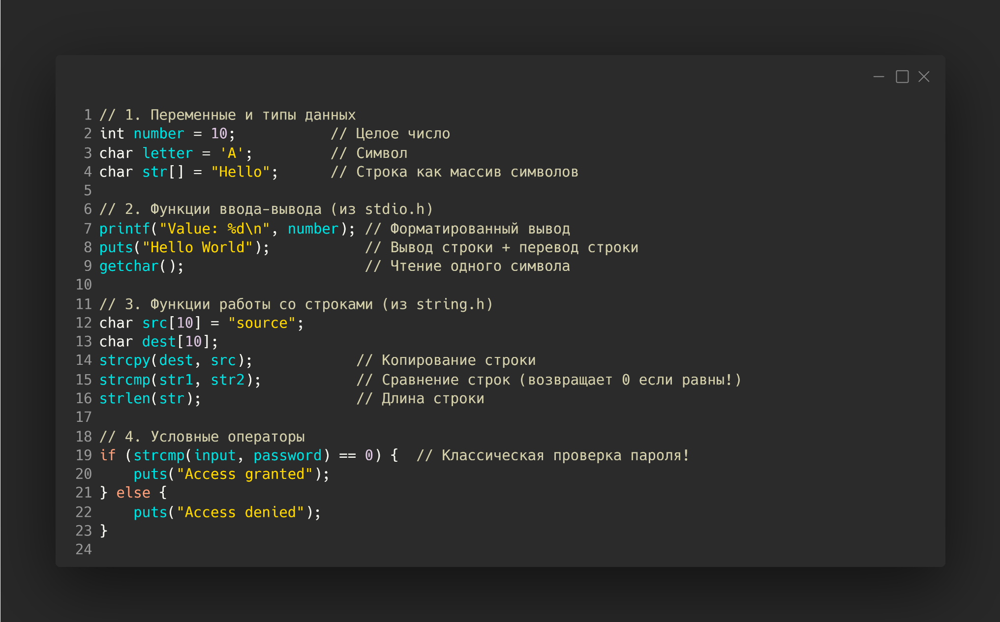 1 // 1. Переменные и типы данных
2 int number = 10;           // Целое число
3 char letter = 'A';         // Символ
4 char str[] = "Hello";      // Строка как массив символов
5
6 // 2. Функции ввода-вывода (из stdio.h)
7 printf("Value: %d\n", number); // Форматированный вывод
8 puts("Hello World");           // Вывод строки + перевод строки
9 getchar();                     // Чтение одного символа
10
11 // 3. Функции работы со строками (из string.h)
12 char src[10] = "source";
13 char dest[10];
14 strcpy(dest, src);            // Копирование строки
15 strcmp(str1, str2);           // Сравнение строк (возвращает 0 если равны!)
16 strlen(str);                  // Длина строки
17
18 // 4. Условные операторы
19 if (strcmp(input, password) == 0) {  // Классическая проверка пароля!
20     puts("Access granted");
21 } else {
22     puts("Access denied");
23 }
24